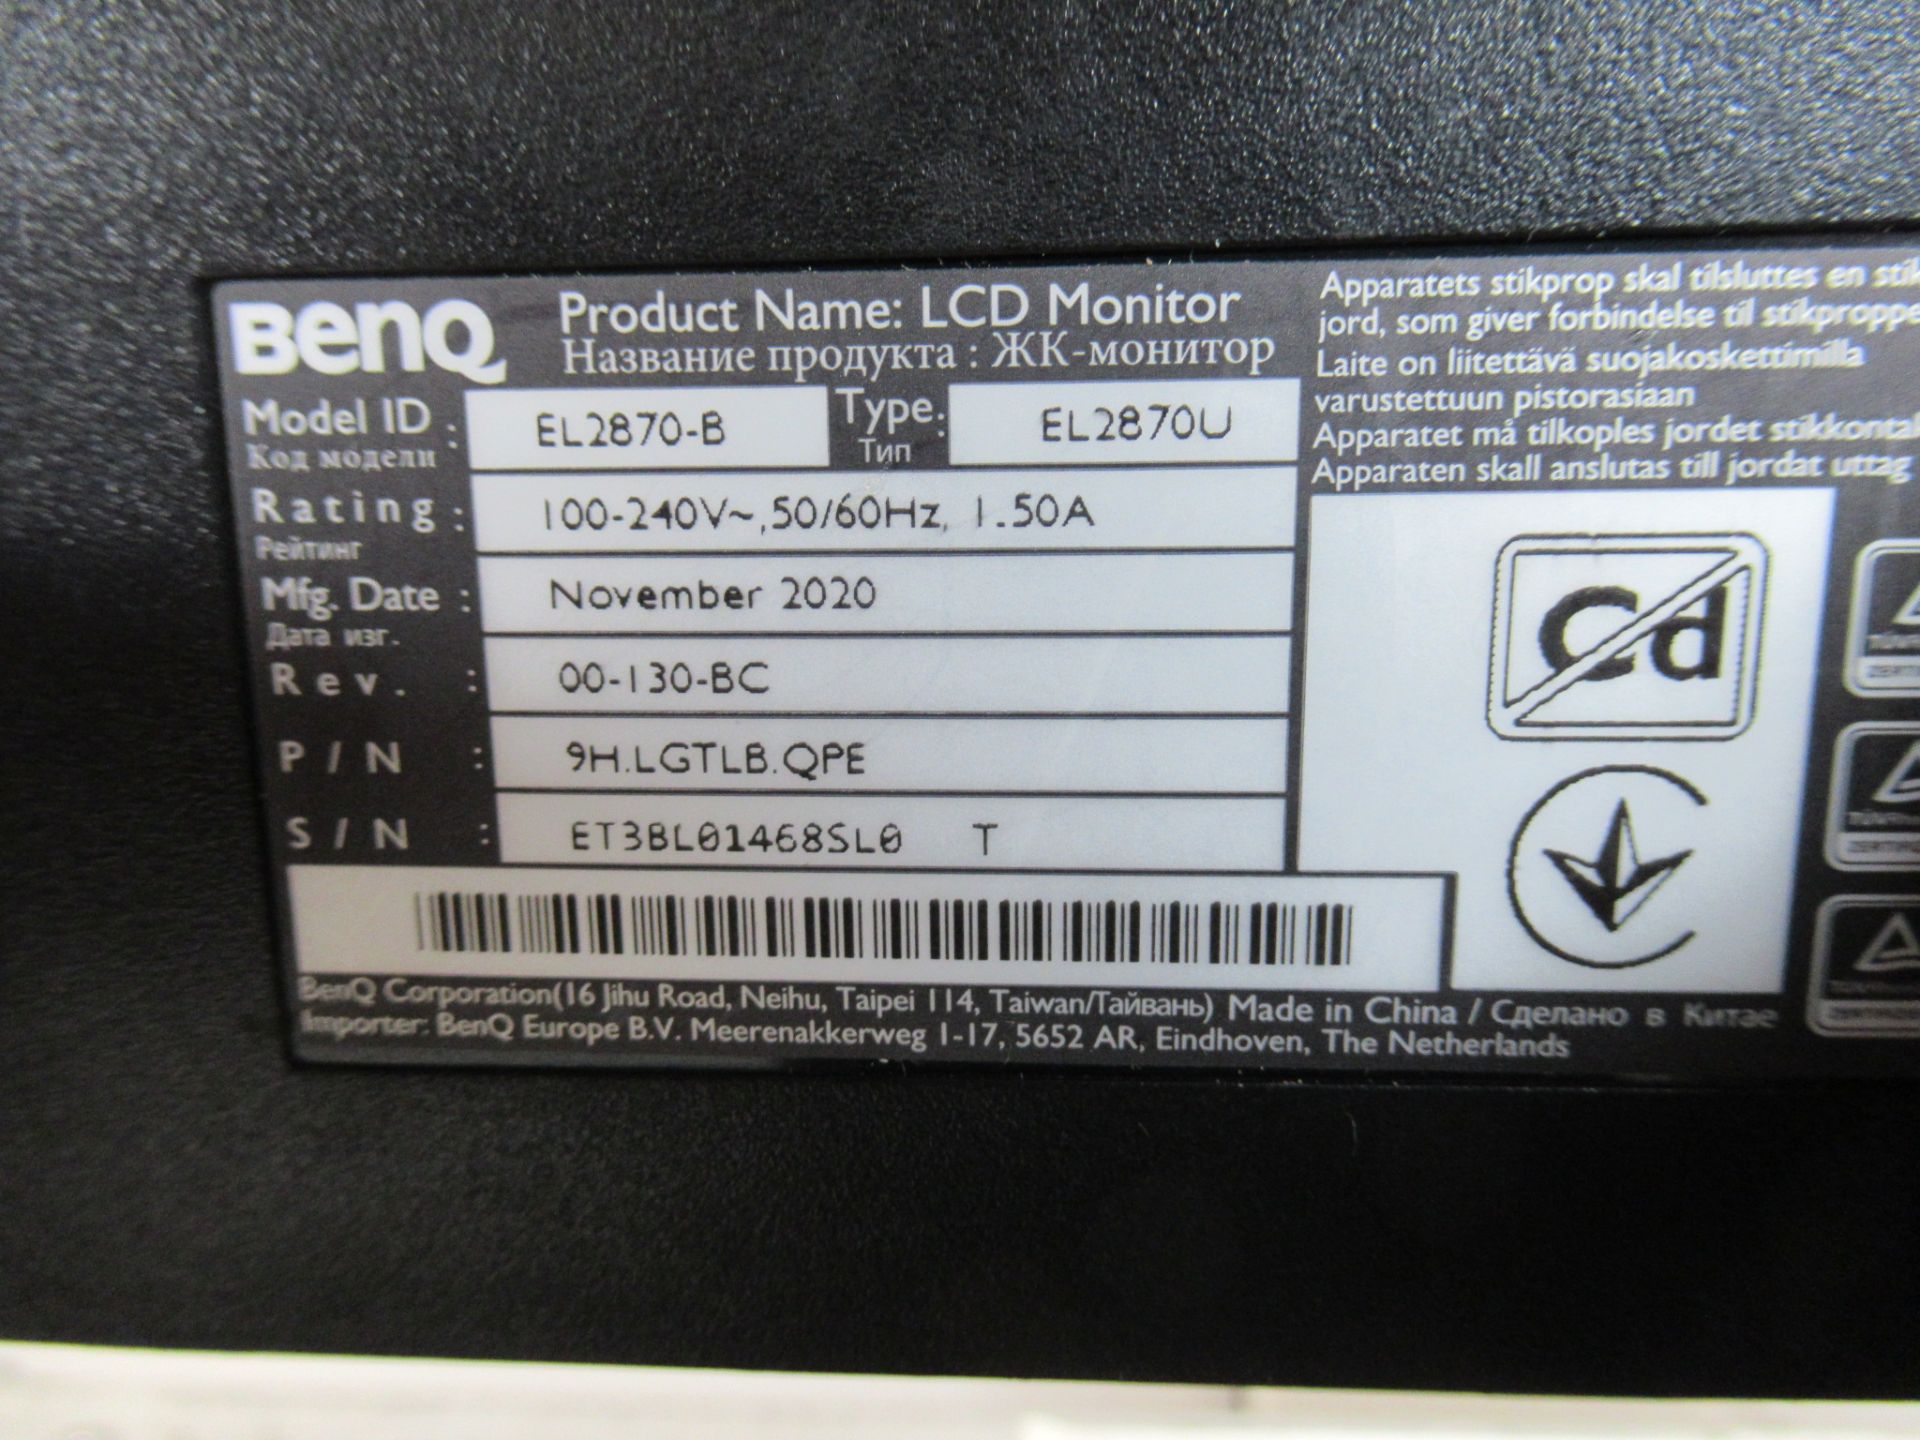 BenQ
Product Name: LCD Monitor
Название продукта : ЖК-монитор
Model ID : EL2870-B Type: EL2870U
Код модели Тип
Rating : 100-240V~,50/60Hz, 1.50A
Рейтинг
Mfg. Date : November 2020
Дата изг.
Rev. : 00-130-BC
P/N : 9H.LGTLB.QPE
S/N : ET3BL01468SL0 T
BenQ Corporation(16 Jihu Road, Neihu, Taipei 114, Taiwan/Тайвань) Made in China / Сделано в Китае
Importer: BenQ Europe B.V. Meerenakkerweg 1-17, 5652 AR, Eindhoven, The Netherlands
Apparatets stikprop skal tilsluttes en
jord, som giver forbindelse til
Laite on liitettävä suojakoskettimilla
varustettuun pistorasiaan
Apparatet må tilkoples jordet
Apparaten skall anslutas till jordat uttag
Cd